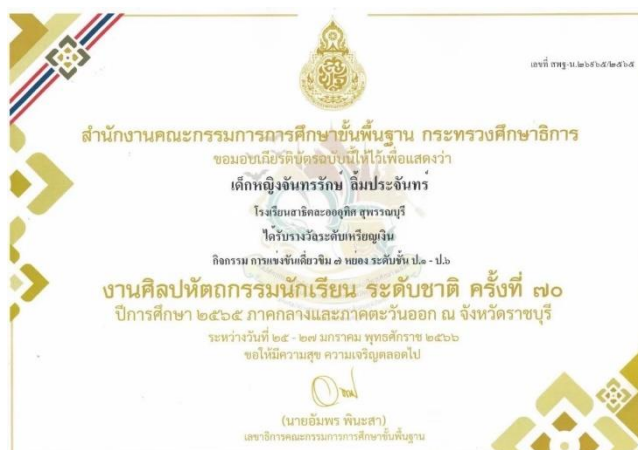 เลขที่ สพฐ-น.๒๖๙๖๕/๒๕๖๕
สำนักงานคณะกรรมการการศึกษาขั้นพื้นฐาน กระทรวงศึกษาธิการ
ขอมอบเกียรติบัตรฉบับนี้ให้ไว้เพื่อแสดงว่า
เด็กหญิงจันทรรักษ์ ลิ้มประจันทร์
โรงเรียนสาธิตละอออุทิศ สุพรรณบุรี
ได้รับรางวัลระดับเหรียญเงิน
กิจกรรม การแข่งขันเดี่ยวขิม ๗ หย่อง ระดับชั้น ป.๑ - ป.๖
งานศิลปหัตถกรรมนักเรียน ระดับชาติ ครั้งที่ ๗๐
ปีการศึกษา ๒๕๖๕ ภาคกลางและภาคตะวันออก ณ จังหวัดราชบุรี
ระหว่างวันที่ ๒๕ - ๒๗ มกราคม พุทธศักราช ๒๕๖๖
ขอให้มีความสุข ความเจริญตลอดไป
(นายอัมพร พินะสา)
เลขาธิการคณะกรรมการการศึกษาขั้นพื้นฐาน